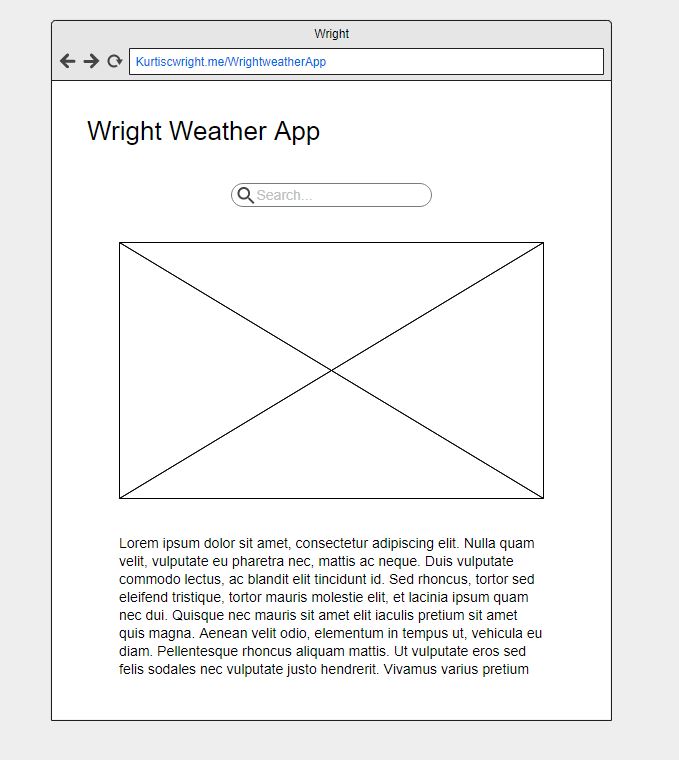 Wright
Kurtiscwright.me/WrightweatherApp
Wright Weather App
Search...
Lorem ipsum dolor sit amet, consectetur adipiscing elit. Nulla quam
velit, vulputate eu pharetra nec, mattis ac neque. Duis vulputate
commodo lectus, ac blandit elit tincidunt id. Sed rhoncus, tortor sed
eleifend tristique, tortor mauris molestie elit, et lacinia ipsum quam
nec dui. Quisque nec mauris sit amet elit iaculis pretium sit amet
quis magna. Aenean velit odio, elementum in tempus ut, vehicula eu
diam. Pellentesque rhoncus aliquam mattis. Ut vulputate eros sed
felis sodales nec vulputate justo hendrerit. Vivamus varius pretium